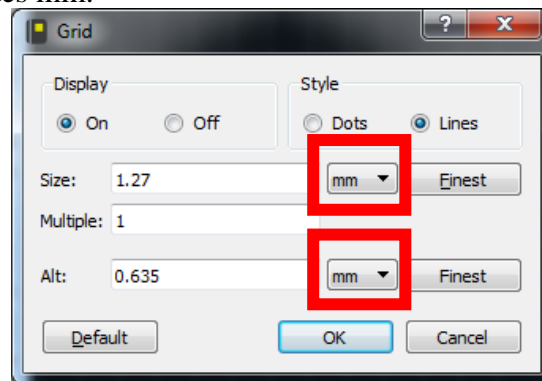 Grid ? X
Display Style
On Off Dots Lines
Size: 1.27 mm Finest
Multiple: 1
Alt: 0.635 mm Finest
Default OK Cancel